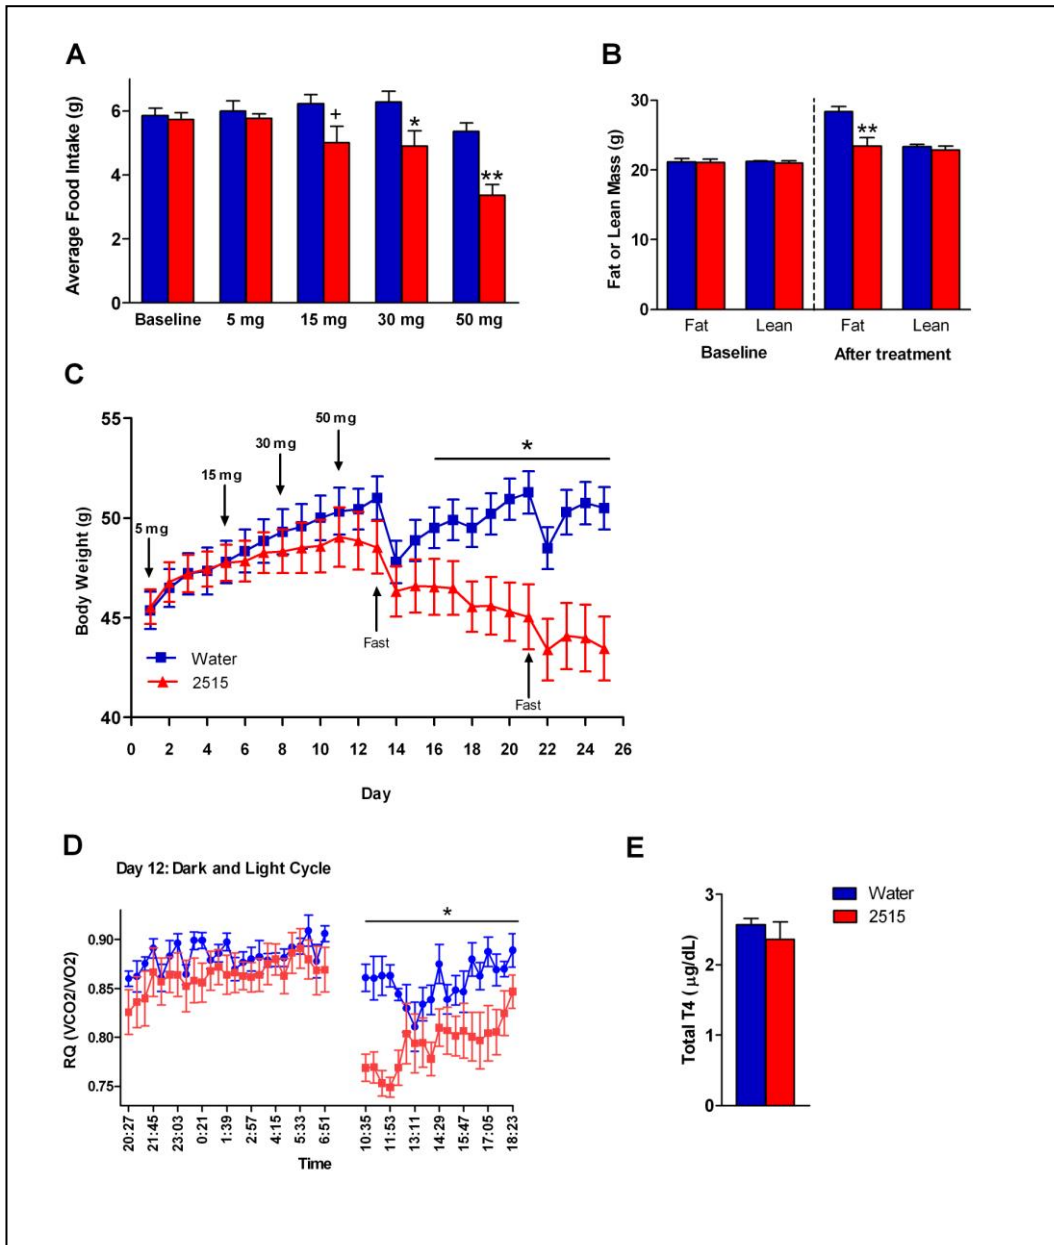 A
Average Food Intake (g)
6
4
2
0
Baseline 5 mg 15 mg 30 mg 50 mg
+
*
**
B
Fat or Lean Mass (g)
30
20
10
0
**
Fat Lean Fat Lean
Baseline After treatment
C
Body Weight (g)
55
50
45
40
5 mg
15 mg
30 mg
50 mg
*
Fast
Fast
Water
2515
0 2 4 6 8 10 12 14 16 18 20 22 24 26
Day
D
Day 12: Dark and Light Cycle
RQ (VCO2/VO2)
0.90
0.85
0.80
0.75
*
20:27 21:45 23:03 0:21 1:39 2:57 4:15 5:33 6:51 10:35 11:53 13:11 14:29 15:47 17:05 18:23
Time
E
Total T4 ( µg/dL)
3
2
1
0
Water
2515